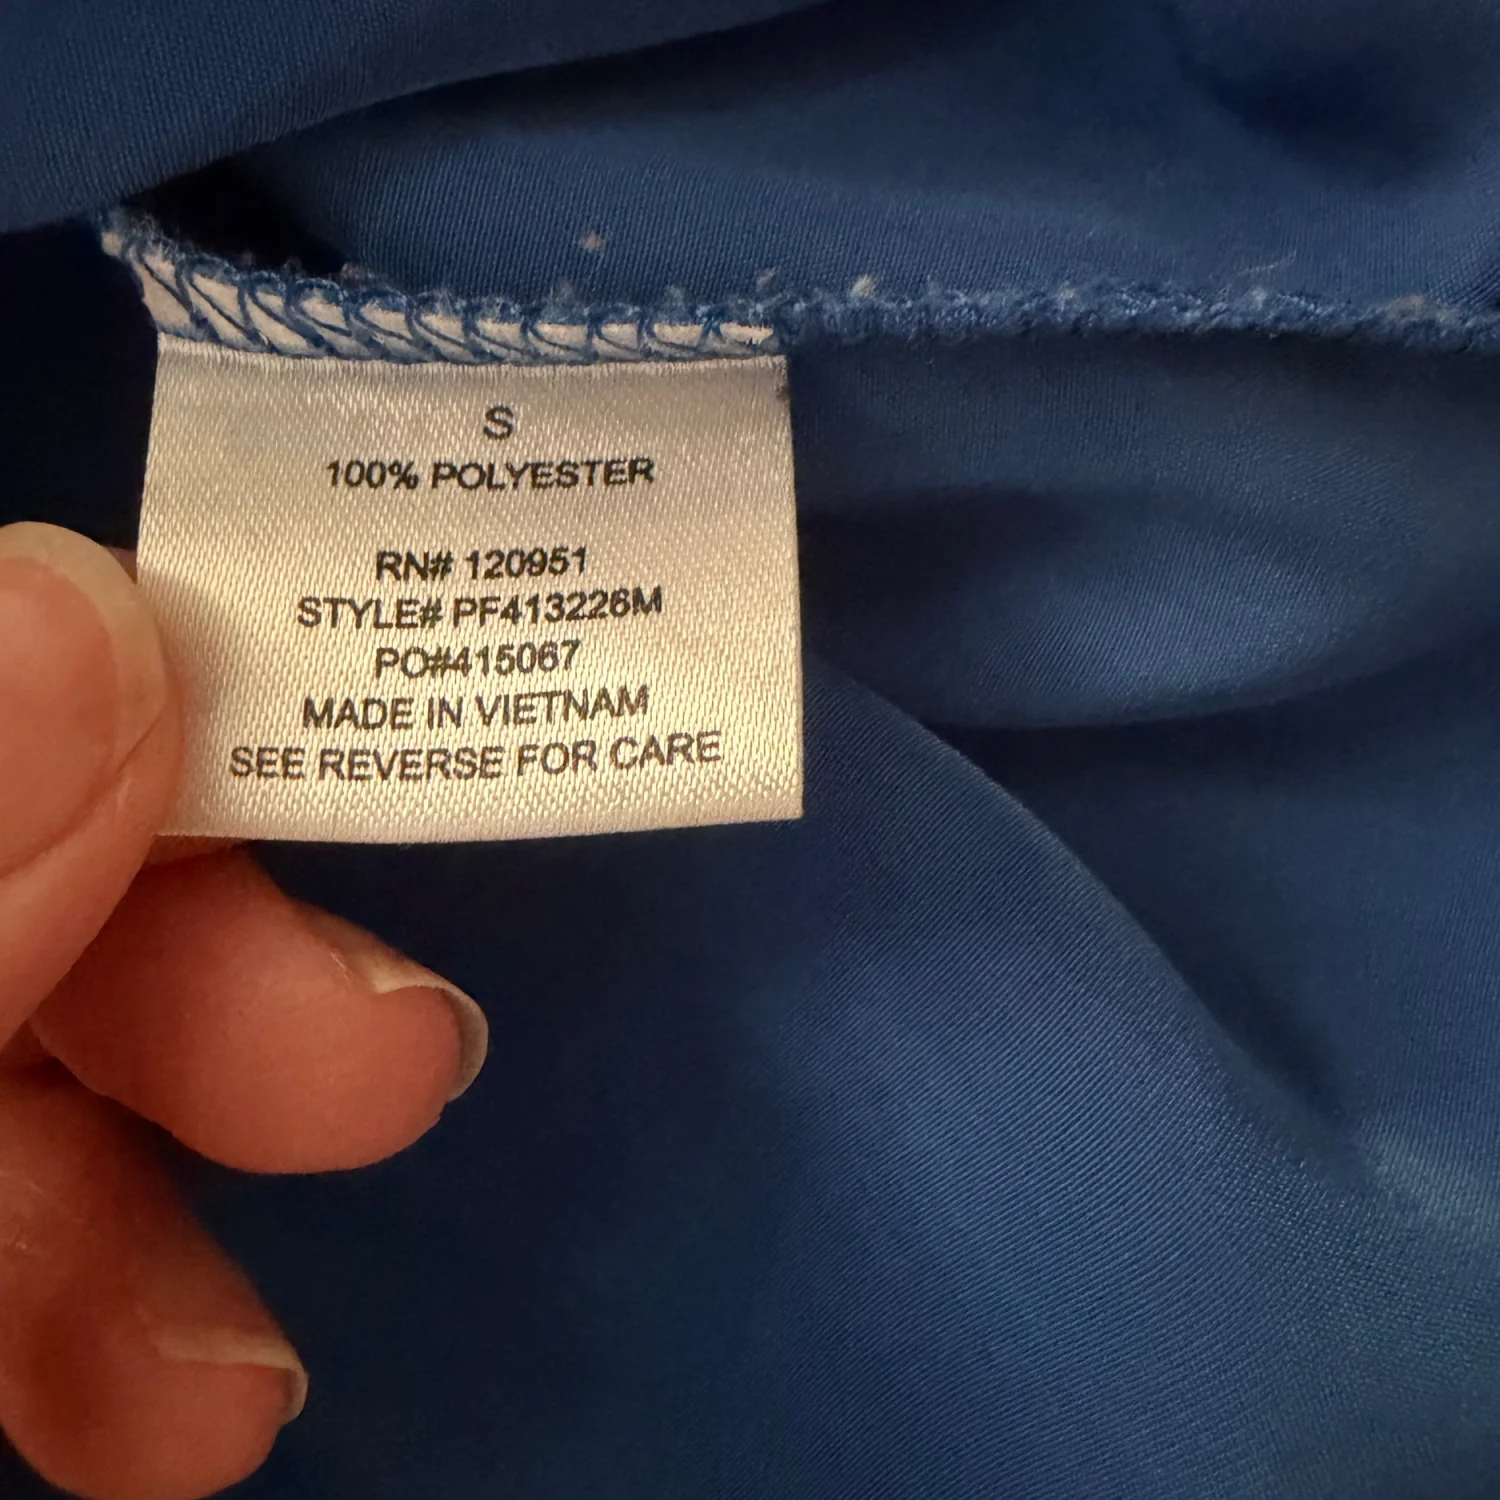 S
100% POLYESTER
RN# 120951
STYLE# PF413226M
PO#415067
MADE IN VIETNAM
SEE REVERSE FOR CARE